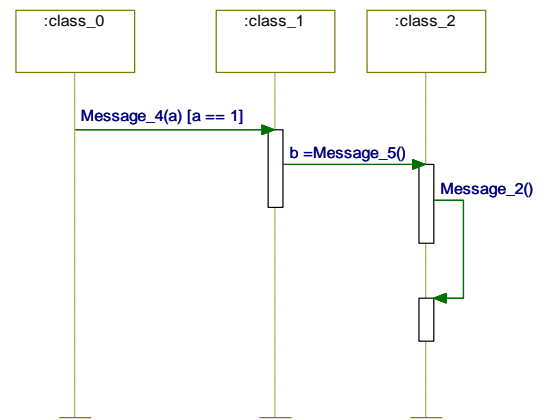 :class_0
:class_1
:class_2
Message_4(a) [a == 1]
b =Message_5()
Message_2()